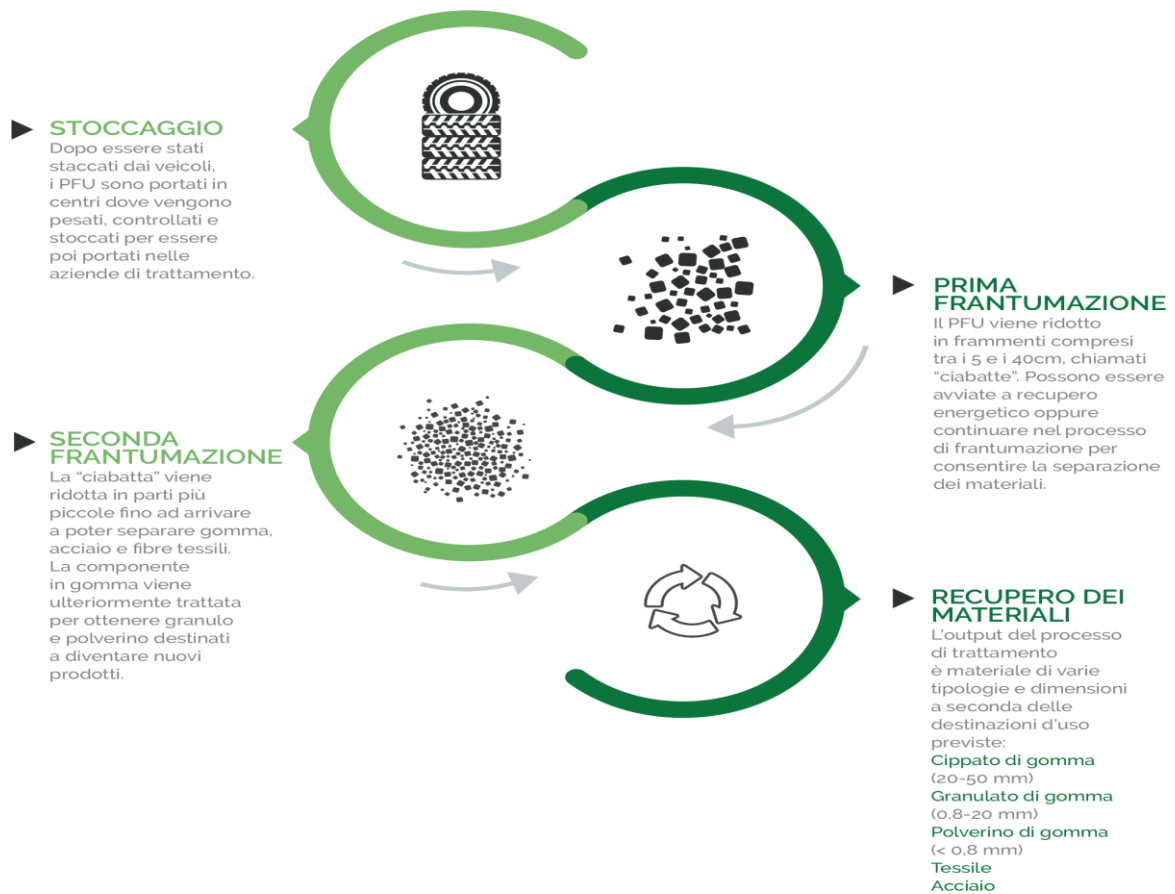 STOCCAGGIO
Dopo essere stati
staccati dai veicoli,
i PFU sono portati in
centri dove vengono
pesati, controllati e
stoccati per essere
poi portati nelle
aziende di trattamento.
PRIMA
FRANTUMAZIONE
Il PFU viene ridotto
in frammenti compresi
tra i 5 e i 40cm, chiamati
“ciabatte”. Possono essere
avviate a recupero
energetico oppure
continuare nel processo
di frantumazione per
consentire la separazione
dei materiali.
SECONDA
FRANTUMAZIONE
La “ciabatta” viene
ridotta in parti più
piccole fino ad arrivare
a poter separare gomma,
acciaio e fibre tessili.
La componente
in gomma viene
ulteriormente trattata
per ottenere granulo
e polverino destinati
a diventare nuovi
prodotti.
RECUPERO DEI
MATERIALI
L’output del processo
di trattamento
è materiale di varie
tipologie e dimensioni
a seconda delle
destinazioni d’uso
previste:
Cippato di gomma
(20-50 mm)
Granulato di gomma
(0,8-20 mm)
Polverino di gomma
(< 0,8 mm)
Tessile
Acciaio